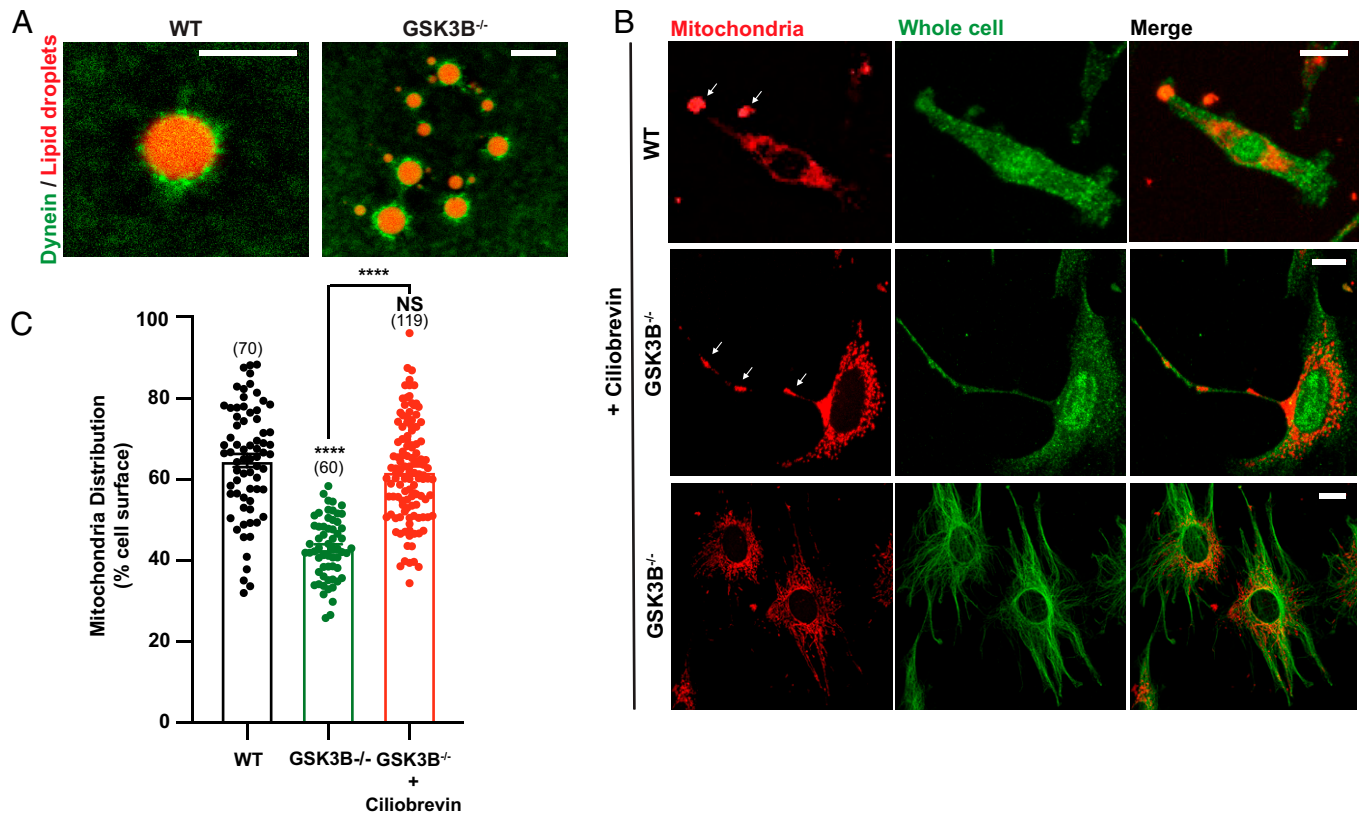 A
WT
GSK3B-/-
Dynein / Lipid droplets
B
Mitochondria
Whole cell
Merge
WT
GSK3B-/-
GSK3B-/-
+ Ciliobrevin
C
****
NS
(119)
(70)
****
(60)
100
80
60
40
20
0
Mitochondria Distribution
(% cell surface)
WT
GSK3B-/-
GSK3B-/-
+
Ciliobrevin